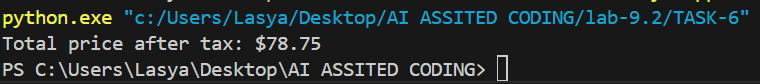 python.exe "c:/Users/Lasya/Desktop/AI ASSITED CODING/lab-9.2/TASK-6"
Total price after tax: $78.75
PS C:\Users\Lasya\Desktop\AI ASSITED CODING>